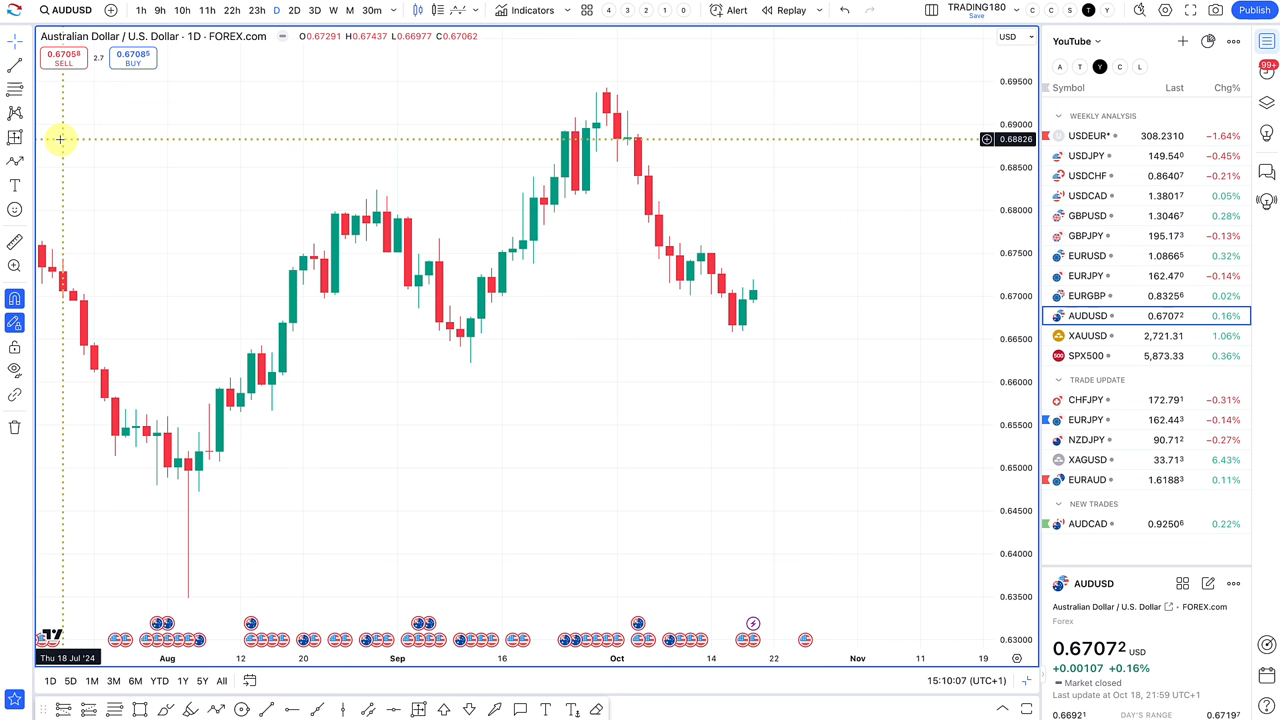 AUDUSD 1h 9h 10h 11h 22h 23h D 2D 3D W M 30m Indicators 4 3 2 1 0 Alert Replay TRADING180 Save C C S T Y Publish
Australian Dollar / U.S. Dollar · 1D · FOREX.com O0.67291 H0.67437 L0.66977 C0.67062 USD
0.67058 SELL 2.7 0.67085 BUY
0.69500
0.69000
0.68826
0.68500
0.68000
0.67500
0.67000
0.66500
0.66000
0.65500
0.65000
0.64500
0.64000
0.63500
0.63000
Thu 18 Jul '24 Aug 12 20 Sep 16 Oct 14 22 Nov 11 19
1D 5D 1M 3M 6M YTD 1Y 5Y All 15:10:07 (UTC+1)
YouTube
A T Y C L
Symbol Last Chg%
WEEKLY ANALYSIS
USDEUR* 308.2310 −1.64%
USDJPY 149.540 −0.45%
USDCHF 0.86407 −0.21%
USDCAD 1.38017 0.05%
GBPUSD 1.30467 0.28%
GBPJPY 195.173 −0.13%
EURUSD 1.08665 0.32%
EURJPY 162.470 −0.14%
EURGBP 0.83256 0.02%
AUDUSD 0.67072 0.16%
XAUUSD 2,721.31 1.06%
SPX500 5,873.33 0.36%
TRADE UPDATE
CHFJPY 172.791 −0.31%
EURJPY 162.443 −0.14%
NZDJPY 90.712 −0.27%
XAGUSD 33.713 6.43%
EURAUD 1.61883 0.11%
NEW TRADES
AUDCAD 0.92506 0.22%
AUDUSD
Australian Dollar / U.S. Dollar · FOREX.com
Forex
0.67072 USD
+0.00107 +0.16%
Market closed
Last update at Oct 18, 21:59 UTC+1
0.66921 DAY'S RANGE 0.67197
99+